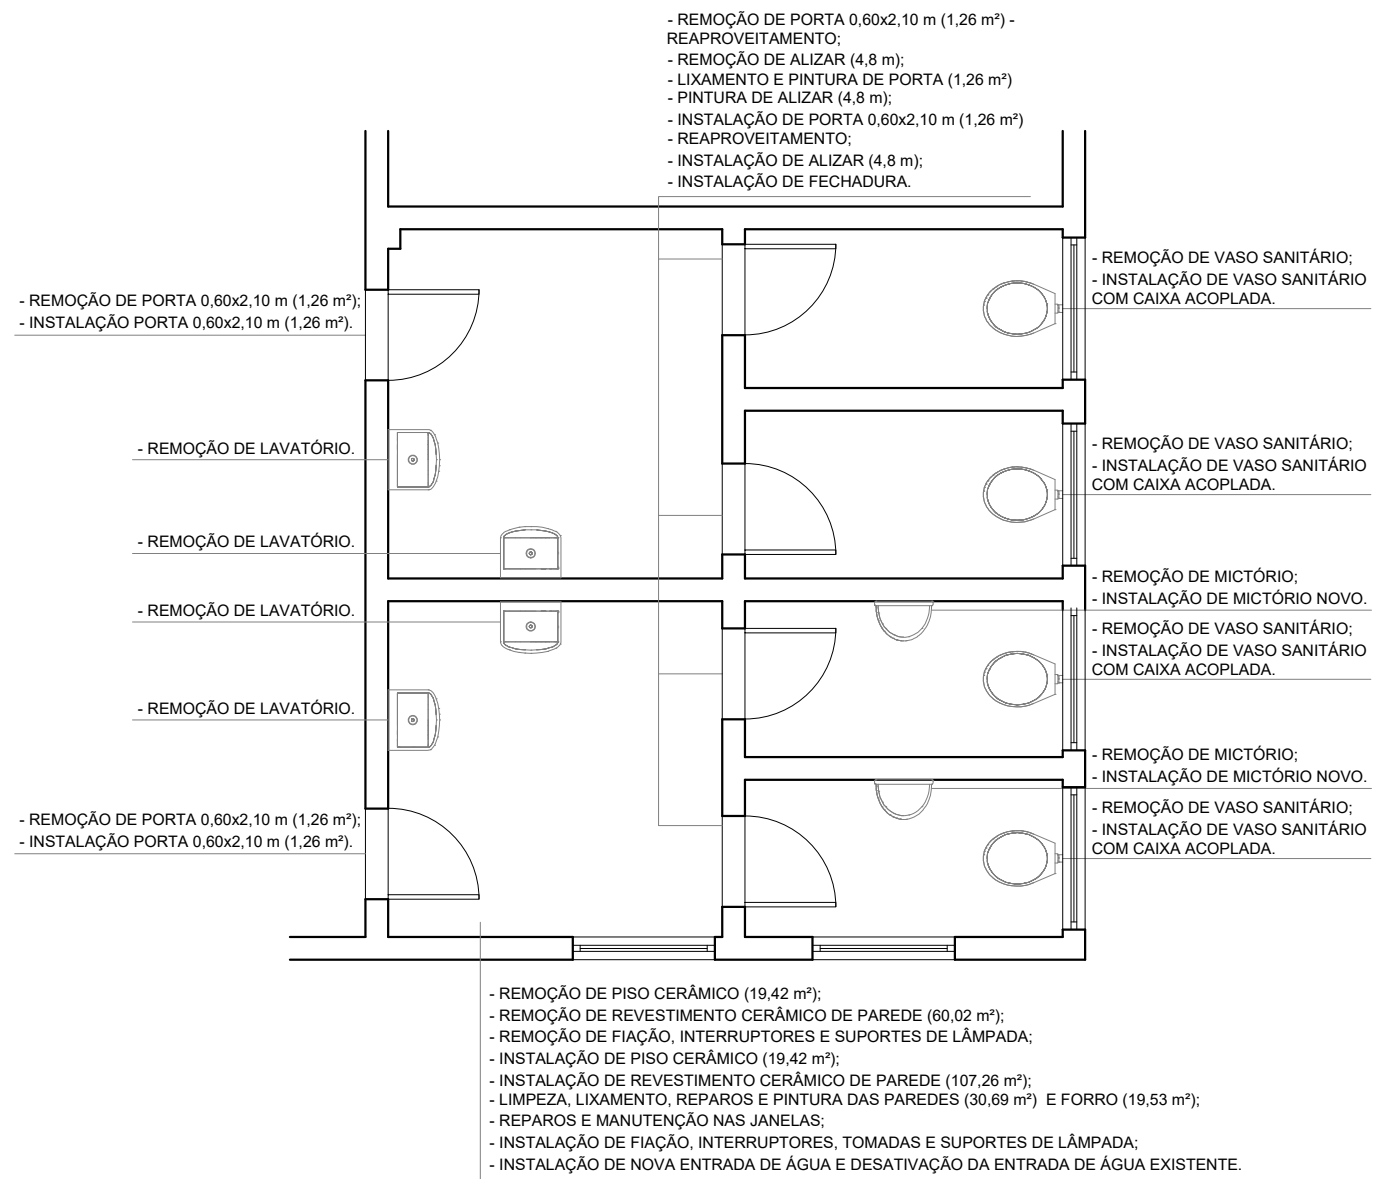 - REMOÇÃO DE PORTA 0,60x2,10 m (1,26 m²) -
REAPROVEITAMENTO;
- REMOÇÃO DE ALIZAR (4,8 m);
- LIXAMENTO E PINTURA DE PORTA (1,26 m²)
- PINTURA DE ALIZAR (4,8 m);
- INSTALAÇÃO DE PORTA 0,60x2,10 m (1,26 m²)
- REAPROVEITAMENTO;
- INSTALAÇÃO DE ALIZAR (4,8 m);
- INSTALAÇÃO DE FECHADURA.
- REMOÇÃO DE PORTA 0,60x2,10 m (1,26 m²);
- INSTALAÇÃO PORTA 0,60x2,10 m (1,26 m²).
- REMOÇÃO DE LAVATÓRIO.
- REMOÇÃO DE LAVATÓRIO.
- REMOÇÃO DE LAVATÓRIO.
- REMOÇÃO DE LAVATÓRIO.
- REMOÇÃO DE PORTA 0,60x2,10 m (1,26 m²);
- INSTALAÇÃO PORTA 0,60x2,10 m (1,26 m²).
- REMOÇÃO DE VASO SANITÁRIO;
- INSTALAÇÃO DE VASO SANITÁRIO
COM CAIXA ACOPLADA.
- REMOÇÃO DE VASO SANITÁRIO;
- INSTALAÇÃO DE VASO SANITÁRIO
COM CAIXA ACOPLADA.
- REMOÇÃO DE MICTÓRIO;
- INSTALAÇÃO DE MICTÓRIO NOVO.
- REMOÇÃO DE VASO SANITÁRIO;
- INSTALAÇÃO DE VASO SANITÁRIO
COM CAIXA ACOPLADA.
- REMOÇÃO DE MICTÓRIO;
- INSTALAÇÃO DE MICTÓRIO NOVO.
- REMOÇÃO DE VASO SANITÁRIO;
- INSTALAÇÃO DE VASO SANITÁRIO
COM CAIXA ACOPLADA.
- REMOÇÃO DE PISO CERÂMICO (19,42 m²);
- REMOÇÃO DE REVESTIMENTO CERÂMICO DE PAREDE (60,02 m²);
- REMOÇÃO DE FIAÇÃO, INTERRUPTORES E SUPORTES DE LÂMPADA;
- INSTALAÇÃO DE PISO CERÂMICO (19,42 m²);
- INSTALAÇÃO DE REVESTIMENTO CERÂMICO DE PAREDE (107,26 m²);
- LIMPEZA, LIXAMENTO, REPAROS E PINTURA DAS PAREDES (30,69 m²) E FORRO (19,53 m²);
- REPAROS E MANUTENÇÃO NAS JANELAS;
- INSTALAÇÃO DE FIAÇÃO, INTERRUPTORES, TOMADAS E SUPORTES DE LÂMPADA;
- INSTALAÇÃO DE NOVA ENTRADA DE ÁGUA E DESATIVAÇÃO DA ENTRADA DE ÁGUA EXISTENTE.